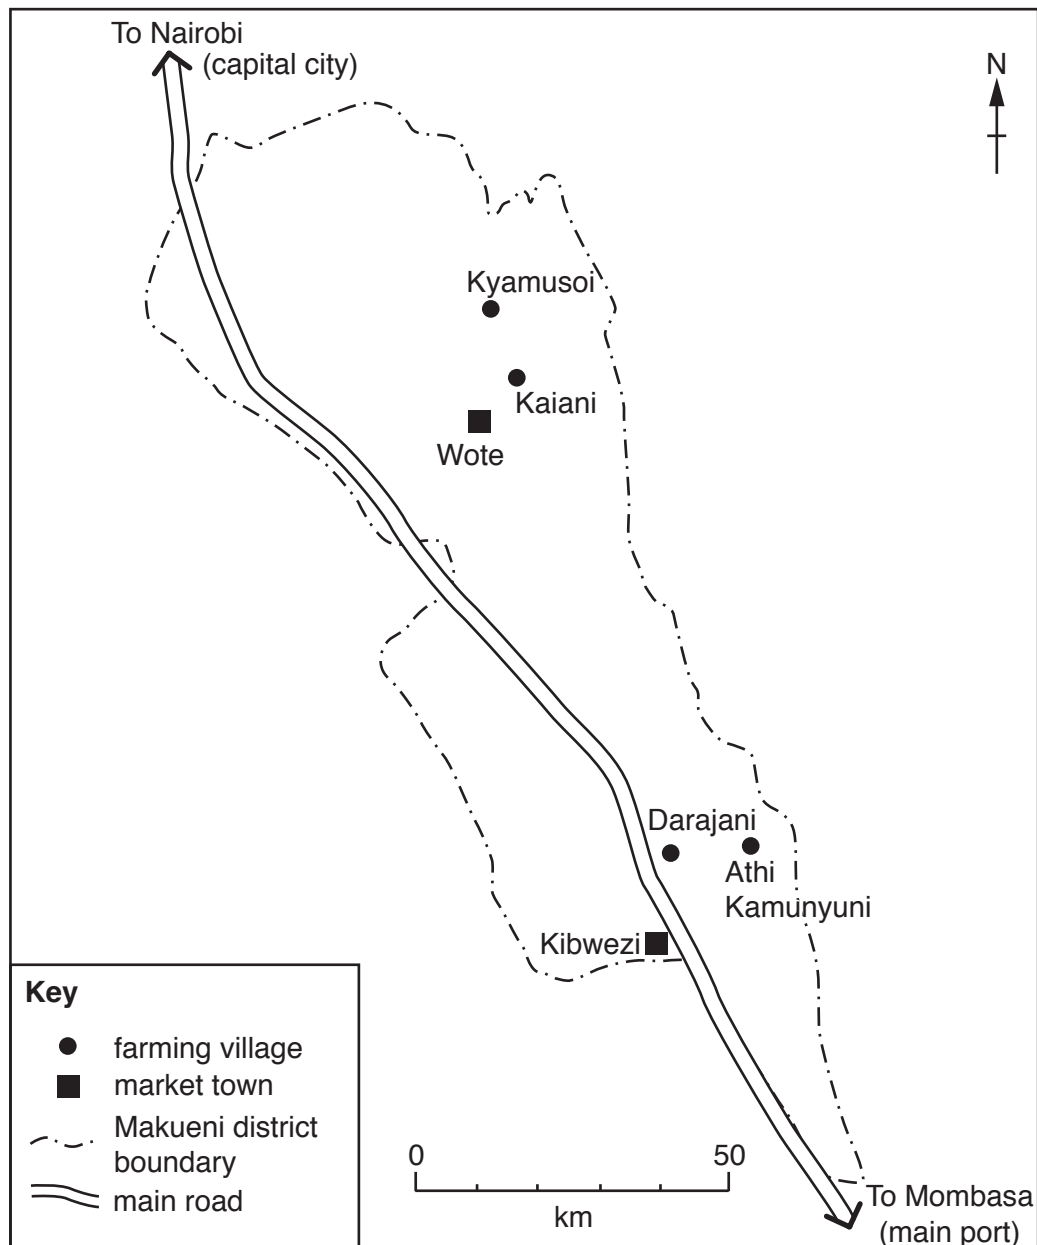 To Nairobi
(capital city)
N
Kyamusoi
Kaiani
Wote
Darajani
Athi
Kamunyuni
Kibwezi
Key
farming village
market town
Makueni district
boundary
main road
0 50
km
To Mombasa
(main port)